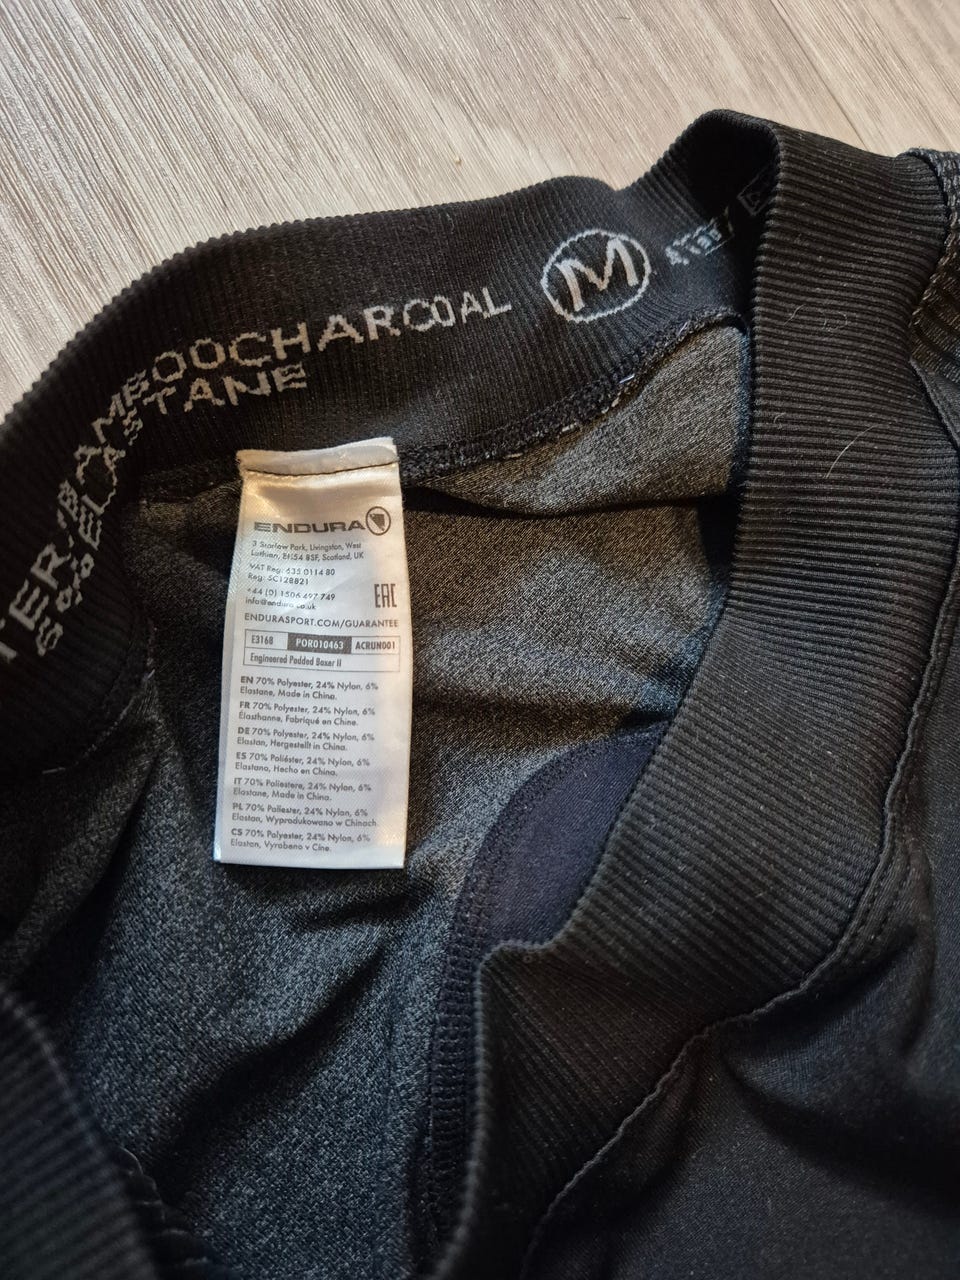 BOOCHARCOAL M
ELASTANE
ENDURA
3 Starlaw Park, Livingston, West
Lothian, EH54 8SF, Scotland, UK
VAT Reg: 635 0114 80
Reg: SC128821
+44 (0) 1506 497 749
info@endura.co.uk
EAC
ENDURASPORT.COM/GUARANTEE
E3168 POR010463 ACRUN001
Engineered Padded Boxer II
EN 70% Polyester, 24% Nylon, 6%
Elastane, Made in China.
FR 70% Polyester, 24% Nylon, 6%
Élasthanne, Fabriqué en Chine.
DE 70% Polyester, 24% Nylon, 6%
Elastan, Hergestellt in China.
ES 70% Poliéster, 24% Nylon, 6%
Elastano, Hecho en China.
IT 70% Poliestere, 24% Nylon, 6%
Elastane, Made in China.
PL 70% Poliester, 24% Nylon, 6%
Elastan, Wyprodukowano w Chinach.
CS 70% Polyester, 24% Nylon, 6%
Elastan, Vyrobeno v Číne.